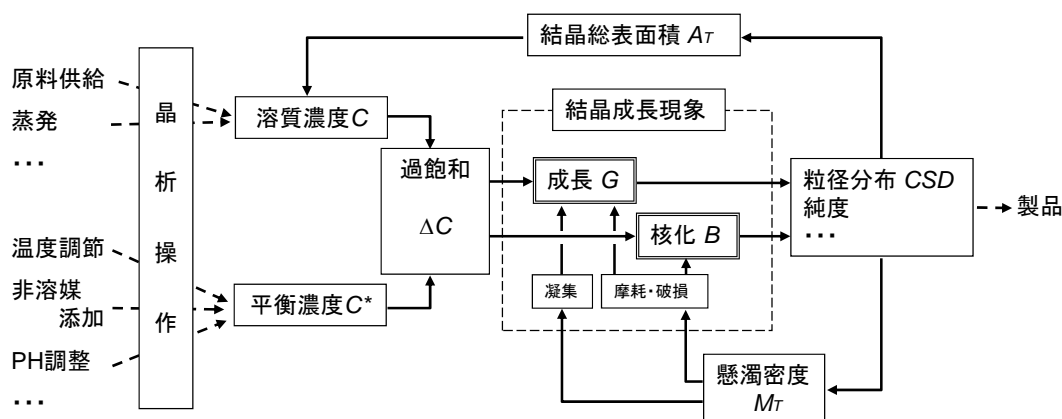 結晶総表面積 AT
原料供給
蒸発
・・・
晶
析
操
作
溶質濃度C
過飽和
ΔC
結晶成長現象
成長 G
核化 B
粒径分布 CSD
純度
・・・
製品
温度調節
非溶媒
添加
PH調整
・・・
平衡濃度C*
凝集
摩耗・破損
懸濁密度
MT